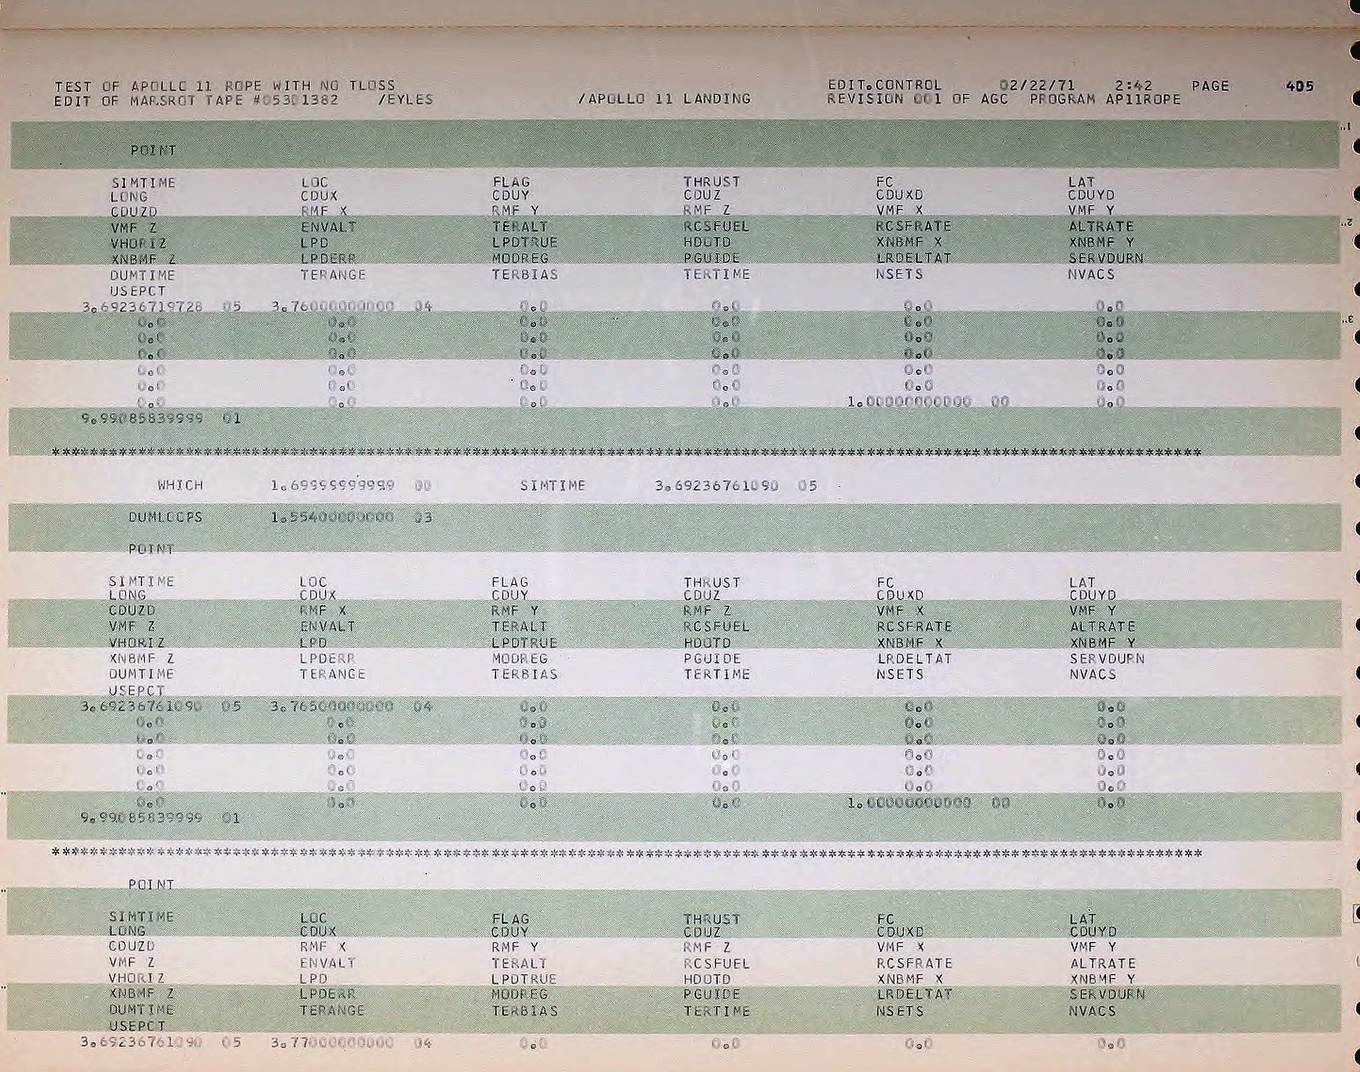 TEST OF APOLLO 11 ROPE WITH NO TLOSS EDIT.CONTROL 02/22/71 2:42 PAGE 405
EDIT OF MARSROT TAPE #05301382 /EYLES /APOLLO 11 LANDING REVISION 001 OF AGC PROGRAM AP11ROPE
POINT
SIMTIME LOC FLAG THRUST FC LAT
LONG CDUX CDUY CDUZ CDUXD CDUYD
CDUZD RMF X RMF Y RMF Z VMF X VMF Y
VMF Z ENVALT TERALT RCSFUEL RCSFRATE ALTRATE
VHORIZ LPD LPDTRUE HDOTD XNBMF X XNBMF Y
XNBMF Z LPDERR MODREG PGUIDE LRDELTAT SERVDURN
DUMTIME TERANGE TERBIAS TERTIME NSETS NVACS
USEPCT
3.69236719728 05 3.76000000000 04 0.0 0.0 0.0 0.0
0.0 0.0 0.0 0.0 0.0 0.0
0.0 0.0 0.0 0.0 0.0 0.0
0.0 0.0 0.0 0.0 0.0 0.0
0.0 0.0 0.0 0.0 0.0 0.0
0.0 0.0 0.0 0.0 0.0 0.0
0.0 0.0 0.0 0.0 1.00000000000 00 0.0
9.99085839999 01
************************************************************************************************************************
WHICH 1.69999999999 00 SIMTIME 3.69236761090 05
DUMLOOPS 1.55400000000 03
POINT
SIMTIME LOC FLAG THRUST FC LAT
LONG CDUX CDUY CDUZ CDUXD CDUYD
CDUZD RMF X RMF Y RMF Z VMF X VMF Y
VMF Z ENVALT TERALT RCSFUEL RCSFRATE ALTRATE
VHORIZ LPD LPDTRUE HDOTD XNBMF X XNBMF Y
XNBMF Z LPDERR MODREG PGUIDE LRDELTAT SERVDURN
DUMTIME TERANGE TERBIAS TERTIME NSETS NVACS
USEPCT
3.69236761090 05 3.76500000000 04 0.0 0.0 0.0 0.0
0.0 0.0 0.0 0.0 0.0 0.0
0.0 0.0 0.0 0.0 0.0 0.0
0.0 0.0 0.0 0.0 0.0 0.0
0.0 0.0 0.0 0.0 0.0 0.0
0.0 0.0 0.0 0.0 0.0 0.0
0.0 0.0 0.0 0.0 1.00000000000 00 0.0
9.99085839999 01
************************************************************************************************************************
POINT
SIMTIME LOC FLAG THRUST FC LAT
LONG CDUX CDUY CDUZ CDUXD CDUYD
CDUZD RMF X RMF Y RMF Z VMF X VMF Y
VMF Z ENVALT TERALT RCSFUEL RCSFRATE ALTRATE
VHORIZ LPD LPDTRUE HDOTD XNBMF X XNBMF Y
XNBMF Z LPDERR MODREG PGUIDE LRDELTAT SERVDURN
DUMTIME TERANGE TERBIAS TERTIME NSETS NVACS
USEPCT
3.69236761090 05 3.77000000000 04 0.0 0.0 0.0 0.0